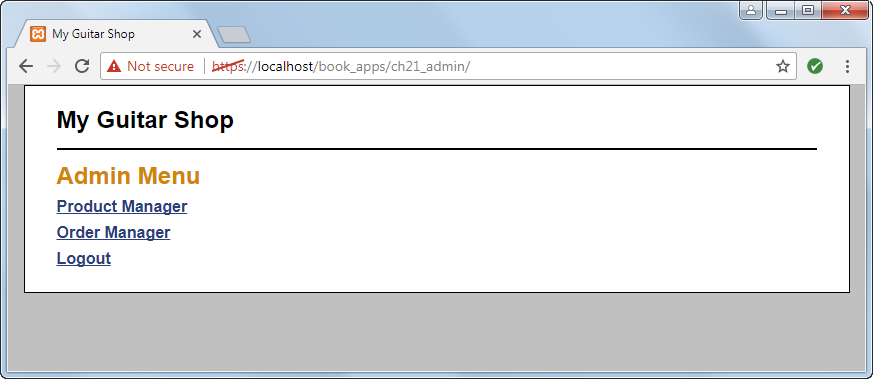 My Guitar Shop
Not secure https://localhost/book_apps/ch21_admin/
My Guitar Shop
Admin Menu
Product Manager
Order Manager
Logout